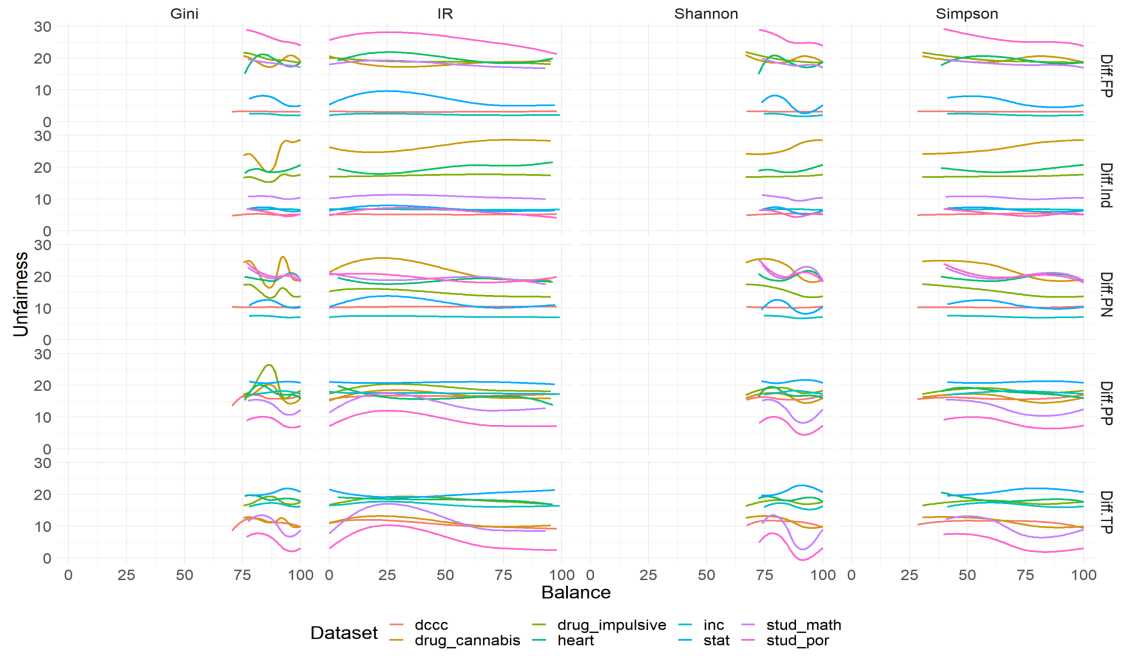 Gini IR Shannon Simpson
30
20
10
0
Diff.FP
30
20
10
0
Diff.Ind
30
20
10
0
Diff.PN
30
20
10
0
Diff.PPP
30
20
10
0
Diff.TP
Unfairness
0 25 50 75 100 0 25 50 75 100 0 25 50 75 100 0 25 50 75 100
Balance
Dataset
dccc drug_impulsive inc stud_math
drug_cannabis heart stat stud_por